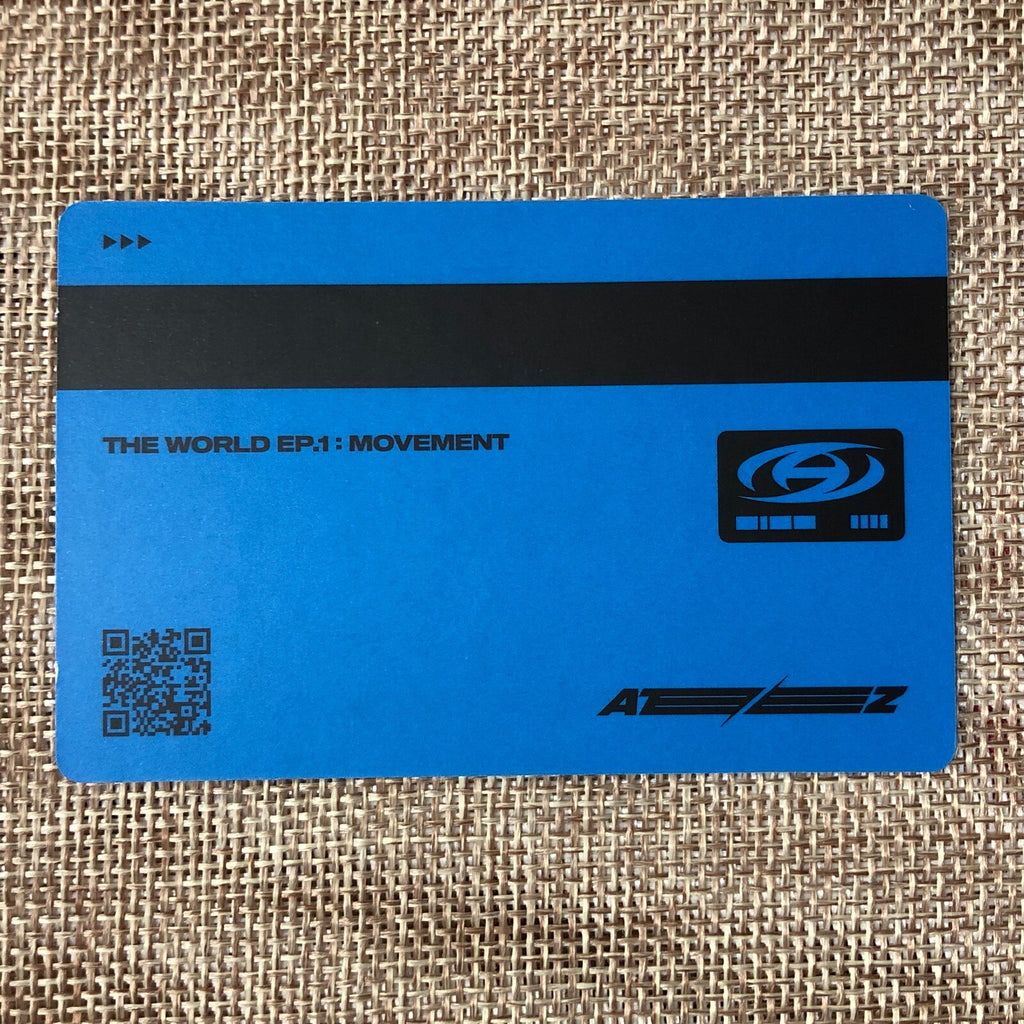 THE WORLD EP.1 : MOVEMENT
ATEEZ